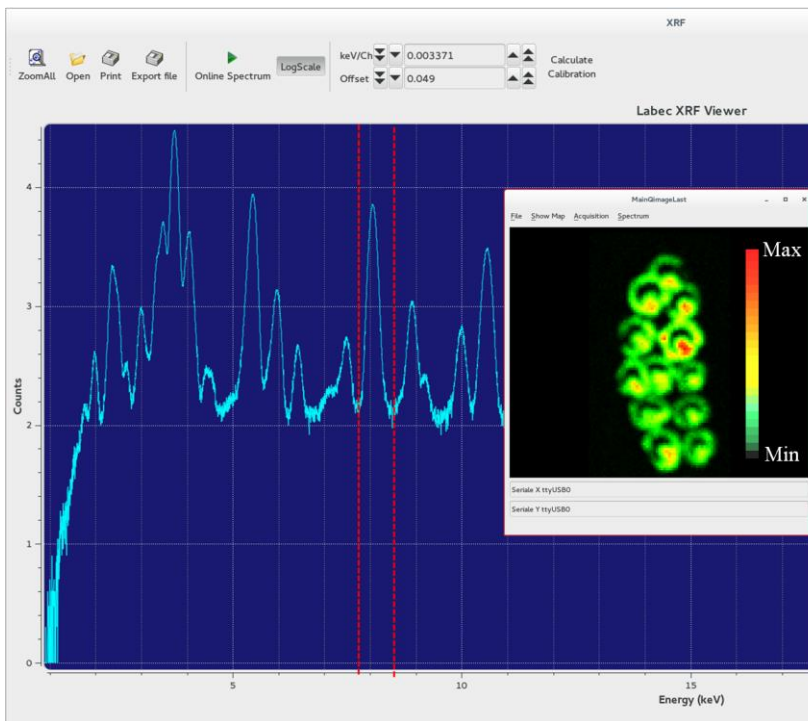 XRF
ZoomAll Open Print Export file Online Spectrum LogScale
keV/Ch 0.003371
Offset 0.049
Calculate
Calibration
Labec XRF Viewer
Counts
4
3
2
1
0
5 10 15
Energy (keV)
MainQimageLast
File Show Map Acquisition Spectrum
Max
Min
Seriale X ttyUSB0
Seriale Y ttyUSB0